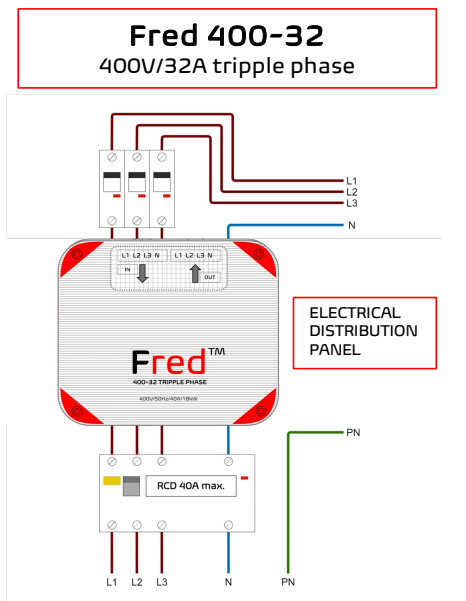 Fred 400-32
400V/32A tripple phase
L1
L2
L3
N
L1 L2 L3 N L1 L2 L3 N
IN
OUT
ELECTRICAL
DISTRIBUTION
PANEL
Fred™
400-32 TRIPPLE PHASE
400V/50Hz/40A/18kW
PN
RCD 40A max.
L1 L2 L3 N PN